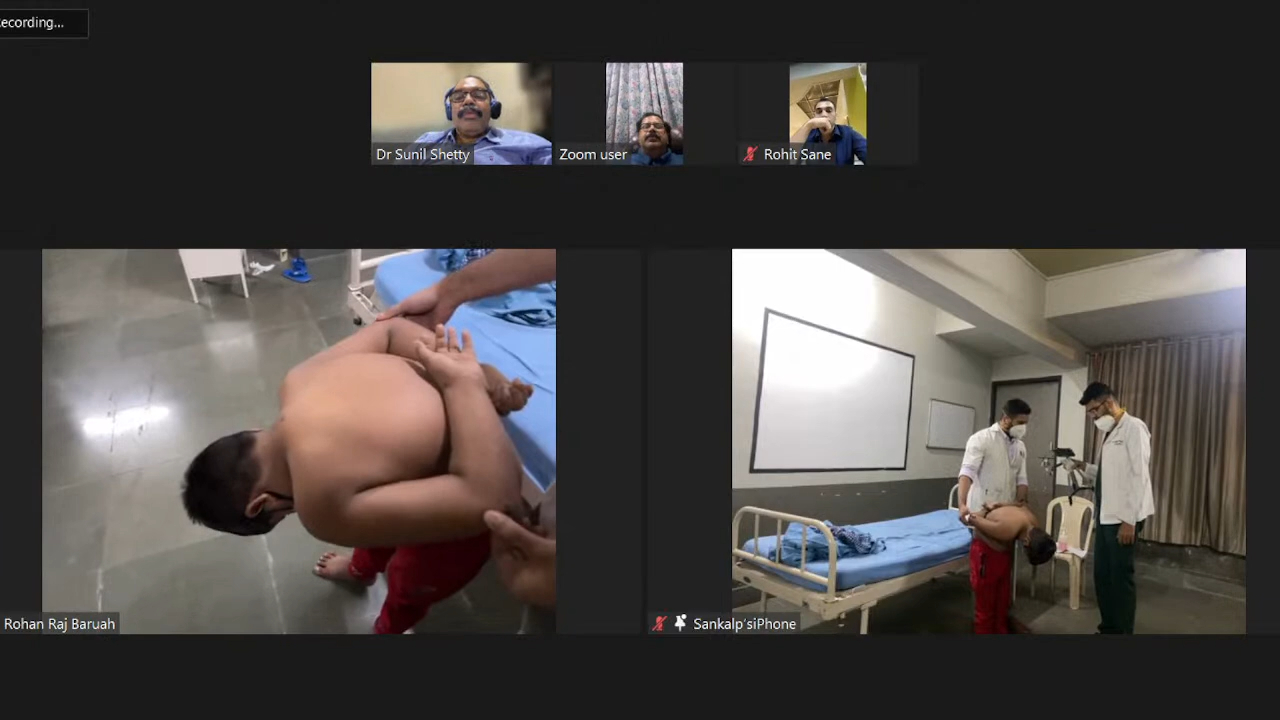 ecording...
Dr Sunil Shetty
Zoom user
Rohit Sane
Rohan Raj Baruah
Sankalp'siPhone